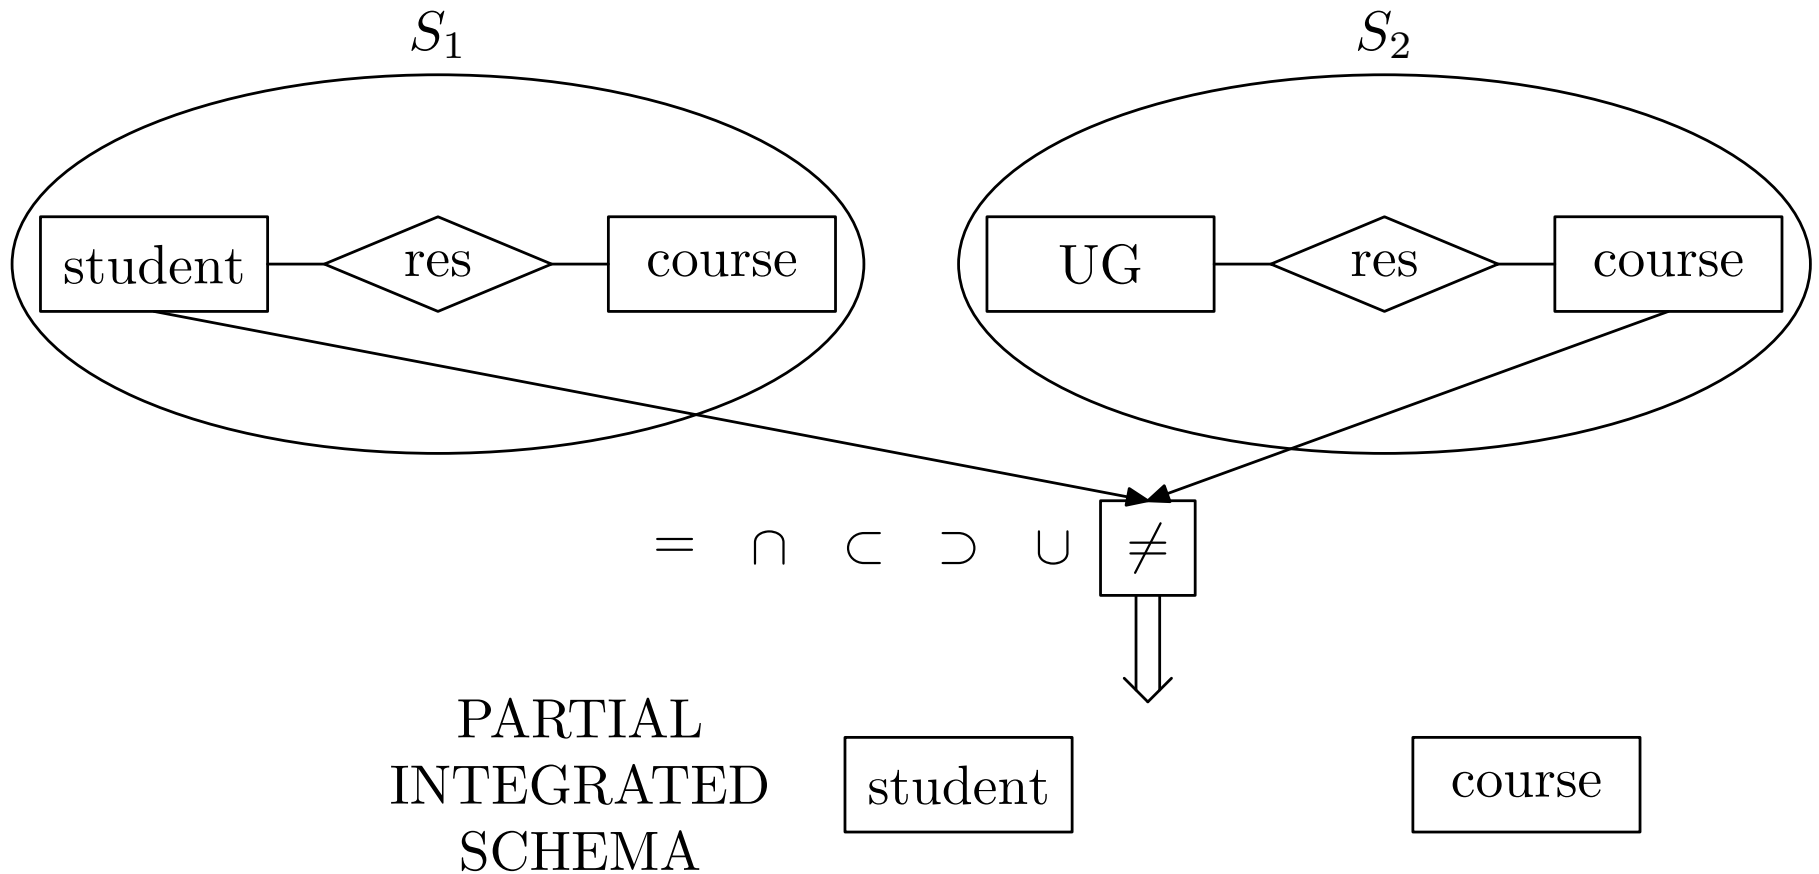 S₁ S₂
student res course UG res course
= ∩ ⊂ ⊃ ∪ ≠
PARTIAL
INTEGRATED
SCHEMA
student course